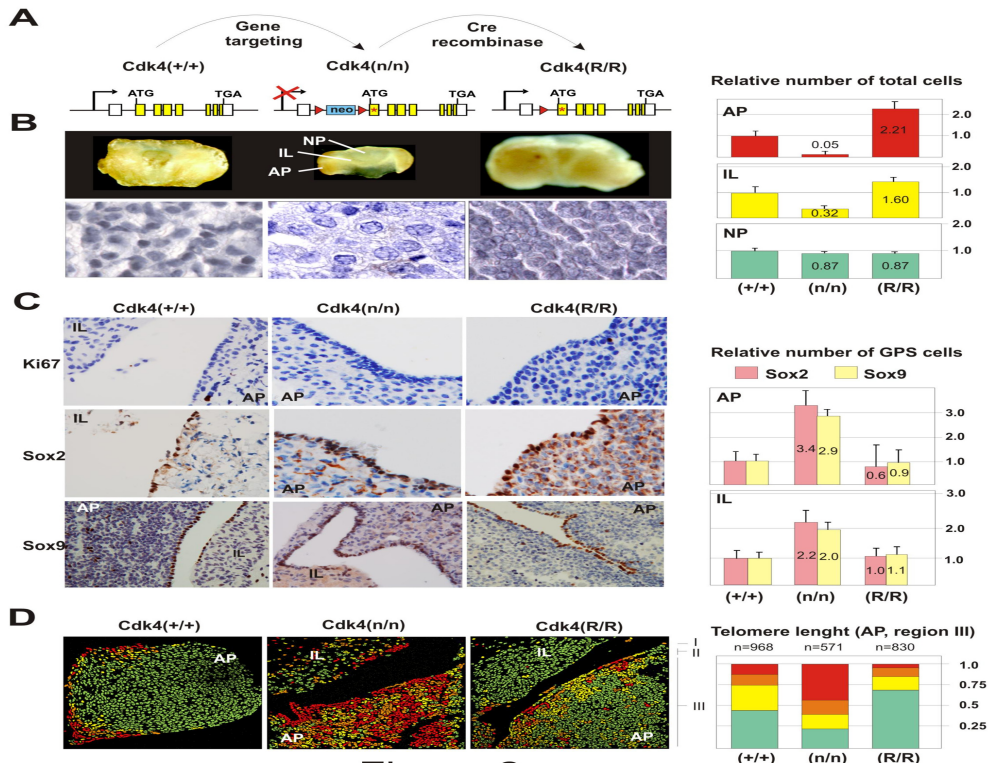 A
Gene
targeting
Cre
recombinase
Cdk4(+/+)
Cdk4(n/n)
Cdk4(R/R)
ATG
TGA
neo
*
ATG
TGA
*
ATG
TGA
B
NP
IL
AP
Relative number of total cells
AP
0.05
2.21
2.0
1.0
IL
0.32
1.60
2.0
1.0
NP
0.87
0.87
2.0
1.0
(+/+)
(n/n)
(R/R)
C
Cdk4(+/+)
Cdk4(n/n)
Cdk4(R/R)
Ki67
IL
AP
AP
AP
Sox2
IL
AP
AP
AP
Sox9
AP
IL
AP
IL
AP
Relative number of GPS cells
Sox2
Sox9
AP
3.4
2.9
0.6
0.9
3.0
2.0
1.0
IL
2.2
2.0
1.0
1.1
3.0
2.0
1.0
(+/+)
(n/n)
(R/R)
D
Cdk4(+/+)
Cdk4(n/n)
Cdk4(R/R)
AP
IL
AP
IL
AP
I
II
III
Telomere lenght (AP, region III)
n=968
n=571
n=830
1.0
0.75
0.5
0.25
(+/+)
(n/n)
(R/R)